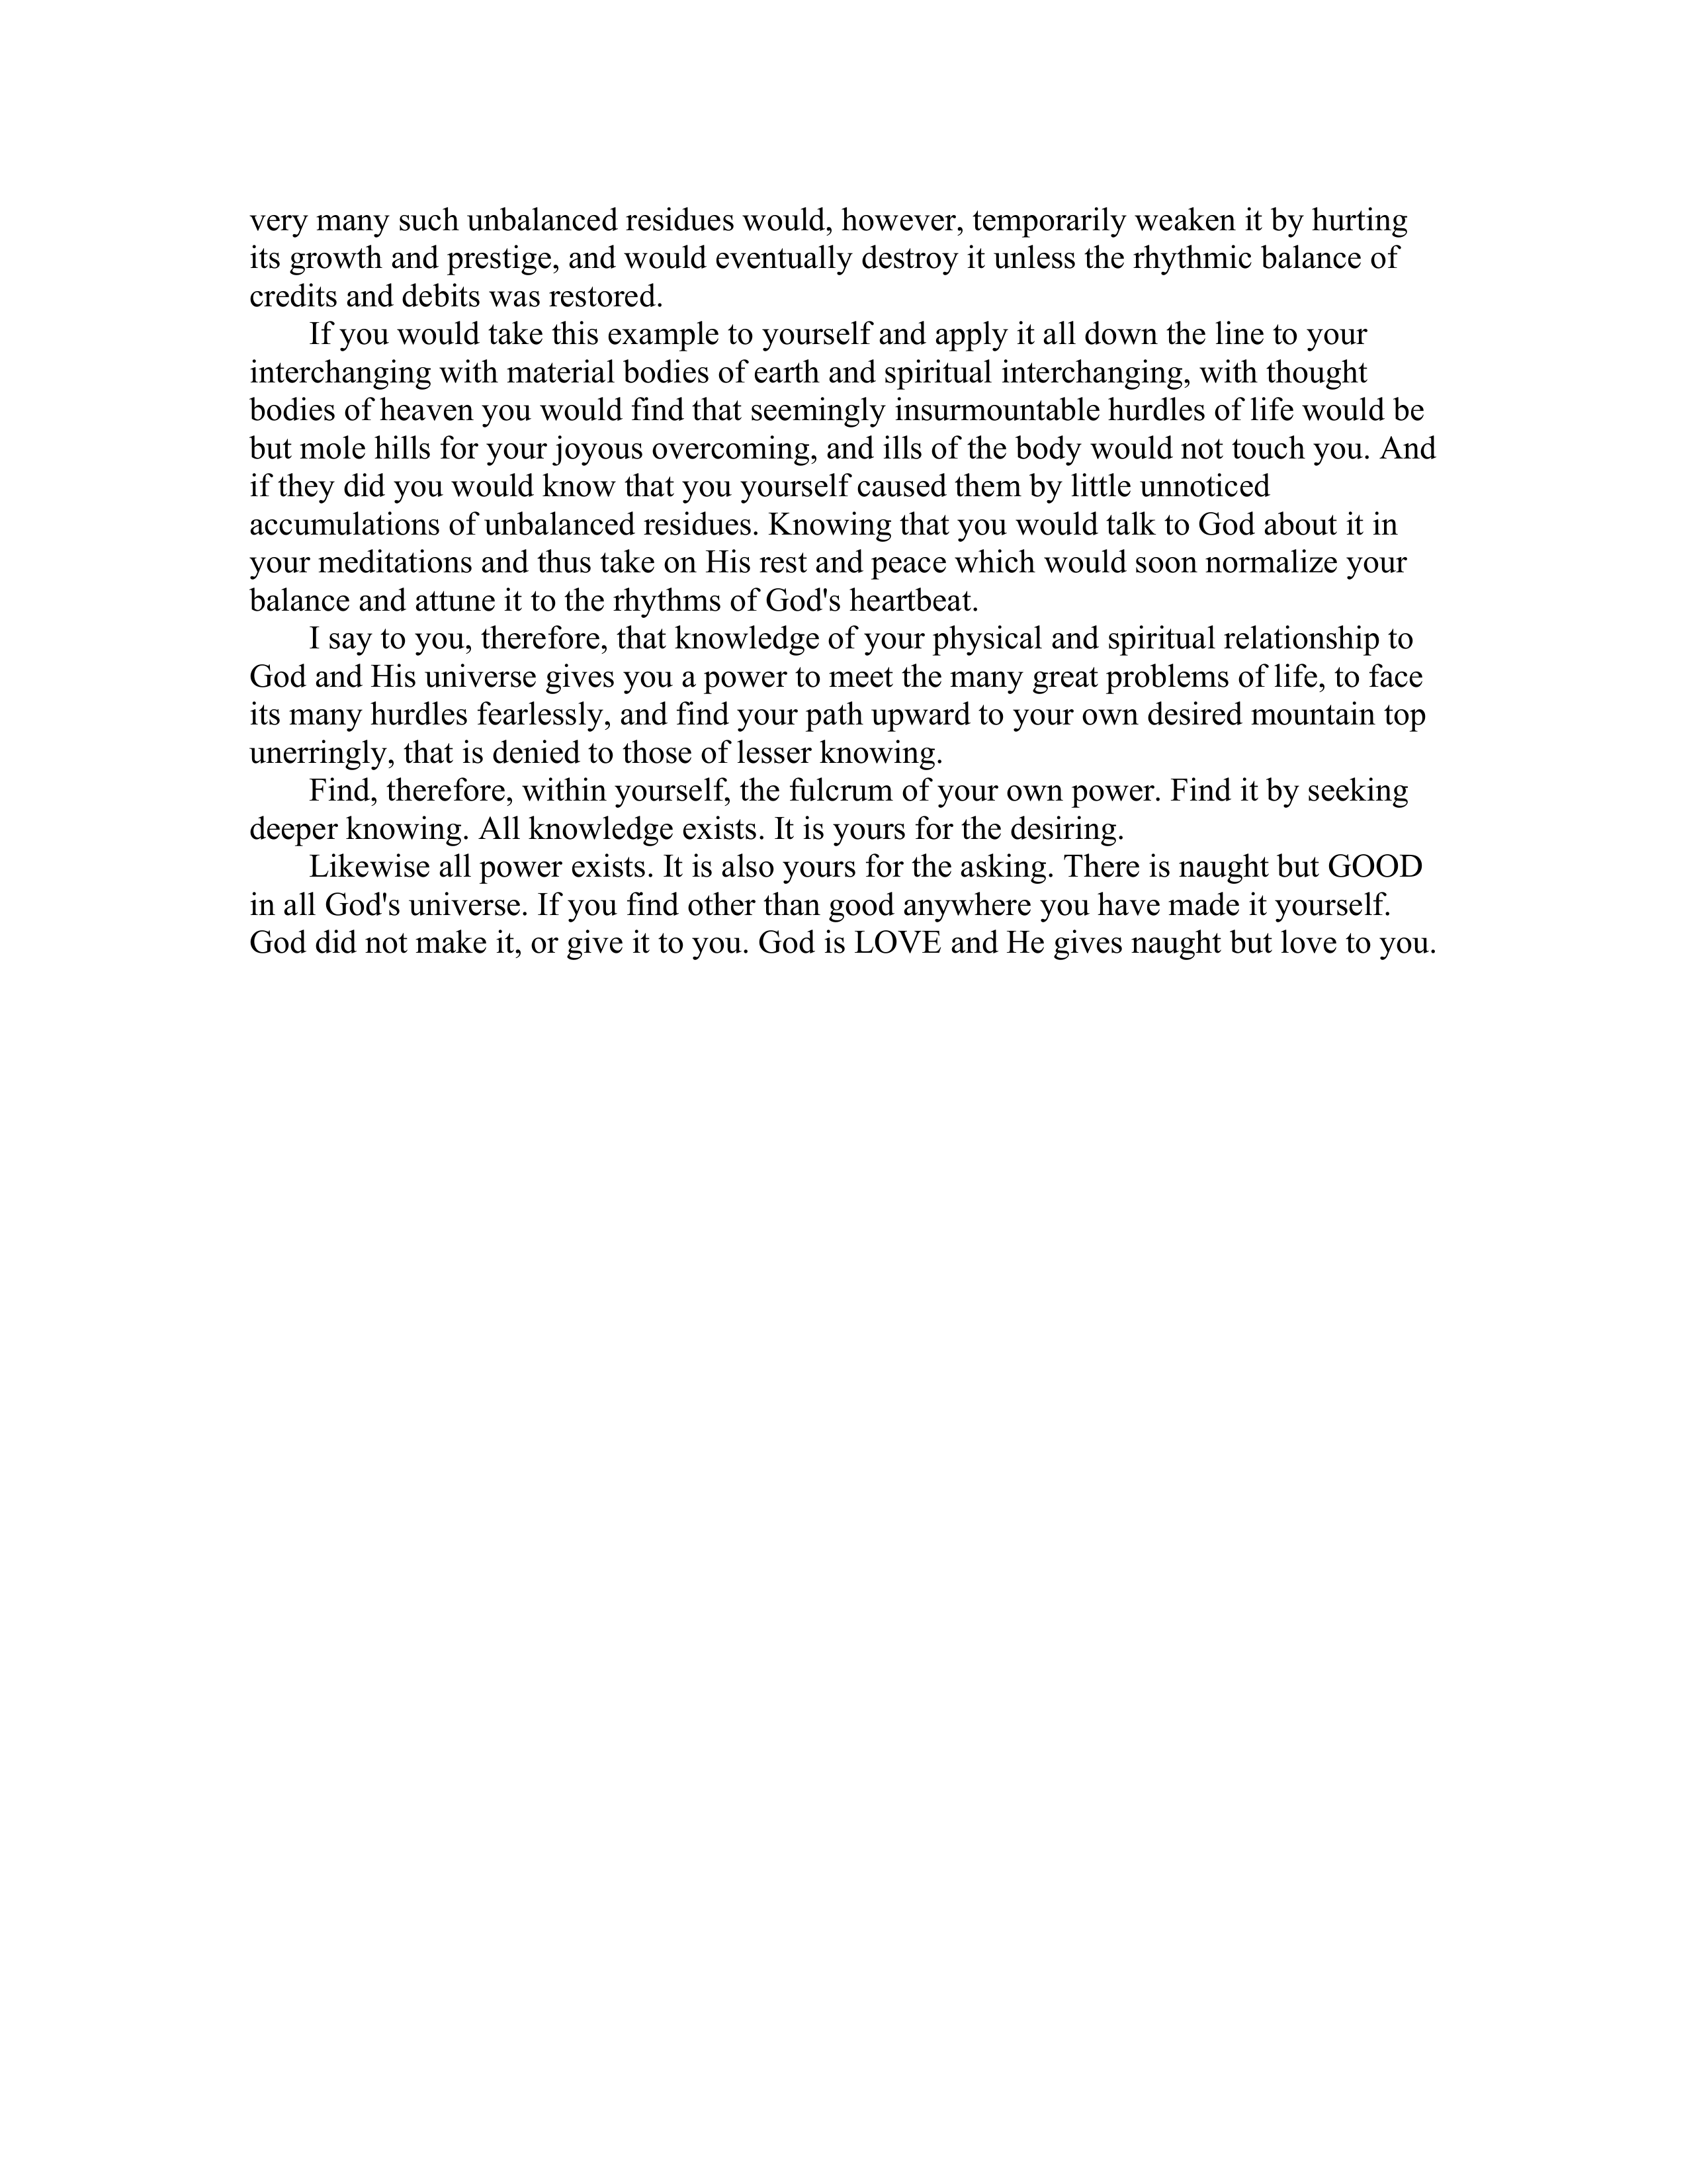 very many such unbalanced residues would, however, temporarily weaken it by hurting
its growth and prestige, and would eventually destroy it unless the rhythmic balance of
credits and debits was restored.
If you would take this example to yourself and apply it all down the line to your
interchanging with material bodies of earth and spiritual interchanging, with thought
bodies of heaven you would find that seemingly insurmountable hurdles of life would be
but mole hills for your joyous overcoming, and ills of the body would not touch you. And
if they did you would know that you yourself caused them by little unnoticed
accumulations of unbalanced residues. Knowing that you would talk to God about it in
your meditations and thus take on His rest and peace which would soon normalize your
balance and attune it to the rhythms of God's heartbeat.
I say to you, therefore, that knowledge of your physical and spiritual relationship to
God and His universe gives you a power to meet the many great problems of life, to face
its many hurdles fearlessly, and find your path upward to your own desired mountain top
unerringly, that is denied to those of lesser knowing.
Find, therefore, within yourself, the fulcrum of your own power. Find it by seeking
deeper knowing. All knowledge exists. It is yours for the desiring.
Likewise all power exists. It is also yours for the asking. There is naught but GOOD
in all God's universe. If you find other than good anywhere you have made it yourself.
God did not make it, or give it to you. God is LOVE and He gives naught but love to you.